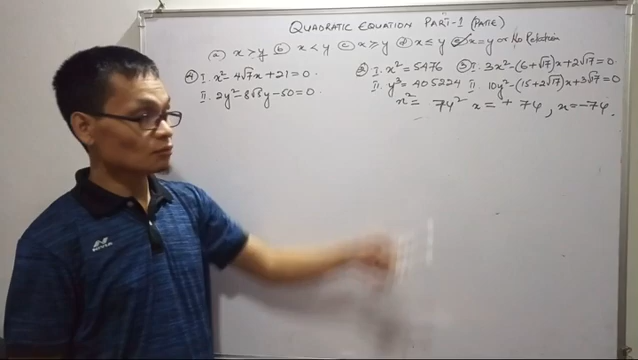 QUADRATIC EQUATION PART-1 (PATTE)
(a) x > y (b) x < y (c) x ≥ y (d) x ≤ y (e) x = y or No Relation
(4) I. x² - 4√7x + 21 = 0.
II. 2y² - 8√3y - 50 = 0.
(3) I. x² = 5476
II. y³ = 405224
x² = 74² x = + 74, x = - 74.
(5) I. 3x² - (6 + √17)x + 2√17 = 0.
II. 10y² - (15 + 2√17)x + 3√17 = 0